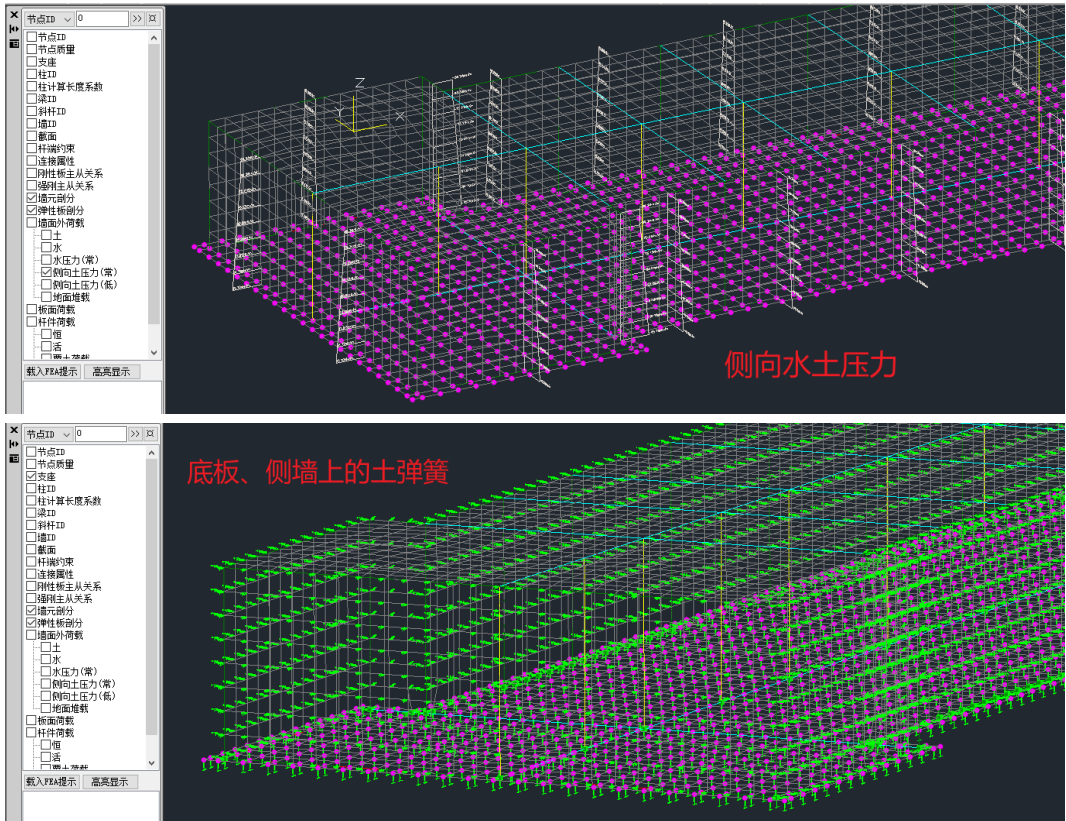 节点ID
0
>>
节点ID
节点质量
支座
柱ID
柱计算长度系数
梁ID
斜杆ID
墙ID
截面
杆端约束
连接属性
刚性板主从关系
强刚主从关系
墙元剖分
弹性板剖分
墙面外荷载
土
水
水压力(常)
侧向土压力(常)
侧向土压力(低)
地面堆载
板面荷载
杆件荷载
恒
活
覆土荷载
载入FEA提示
高亮显示
Z
Y
X
侧向水土压力
节点ID
0
>>
节点ID
节点质量
支座
柱ID
柱计算长度系数
梁ID
斜杆ID
墙ID
截面
杆端约束
连接属性
刚性板主从关系
强刚主从关系
墙元剖分
弹性板剖分
墙面外荷载
土
水
水压力(常)
侧向土压力(常)
侧向土压力(低)
地面堆载
板面荷载
杆件荷载
恒
活
覆土荷载
载入FEA提示
高亮显示
底板、侧墙上的土弹簧